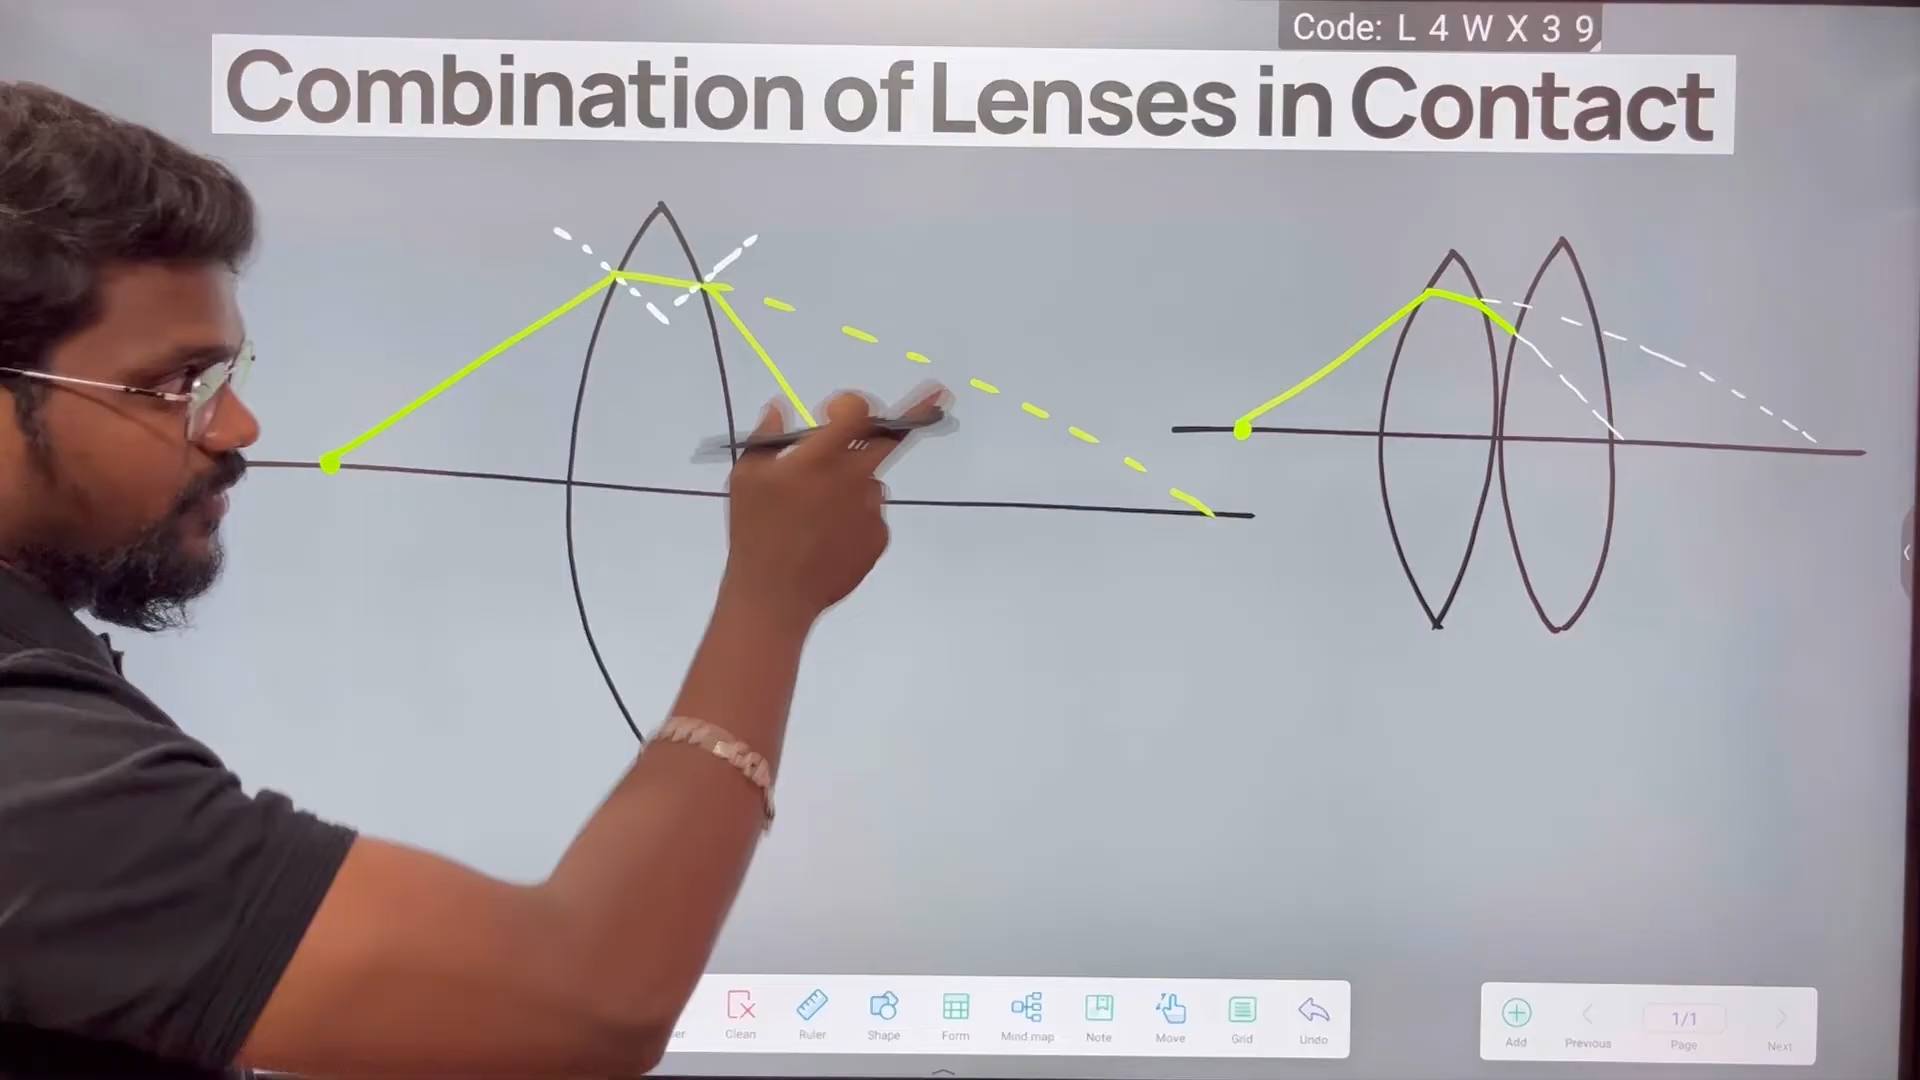 Code: L 4 W X 3 9
Combination of Lenses in Contact
Clean Ruler Shape Form Mind map Note Move Grid Undo
Add Previous 1/1 Page Next